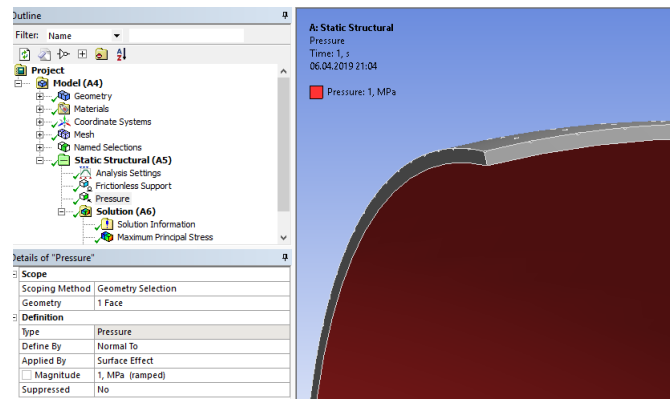 Outline
Filter: Name
Project
Model (A4)
Geometry
Materials
Coordinate Systems
Mesh
Named Selections
Static Structural (A5)
Analysis Settings
Frictionless Support
Pressure
Solution (A6)
Solution Information
Maximum Principal Stress
Details of "Pressure"
Scope
Scoping Method Geometry Selection
Geometry 1 Face
Definition
Type Pressure
Define By Normal To
Applied By Surface Effect
Magnitude 1, MPa (ramped)
Suppressed No
A: Static Structural
Pressure
Time: 1, s
06.04.2019 21:04
Pressure: 1, MPa